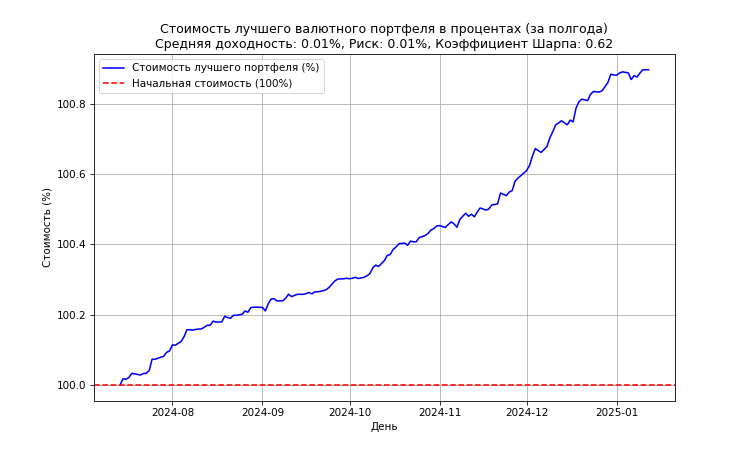 Стоимость лучшего валютного портфеля в процентах (за полгода)
Средняя доходность: 0.01%, Риск: 0.01%, Коэффициент Шарпа: 0.62
Стоимость лучшего портфеля (%)
Начальная стоимость (100%)
Стоимость (%)
100.8
100.6
100.4
100.2
100.0
2024-08
2024-09
2024-10
2024-11
2024-12
2025-01
День